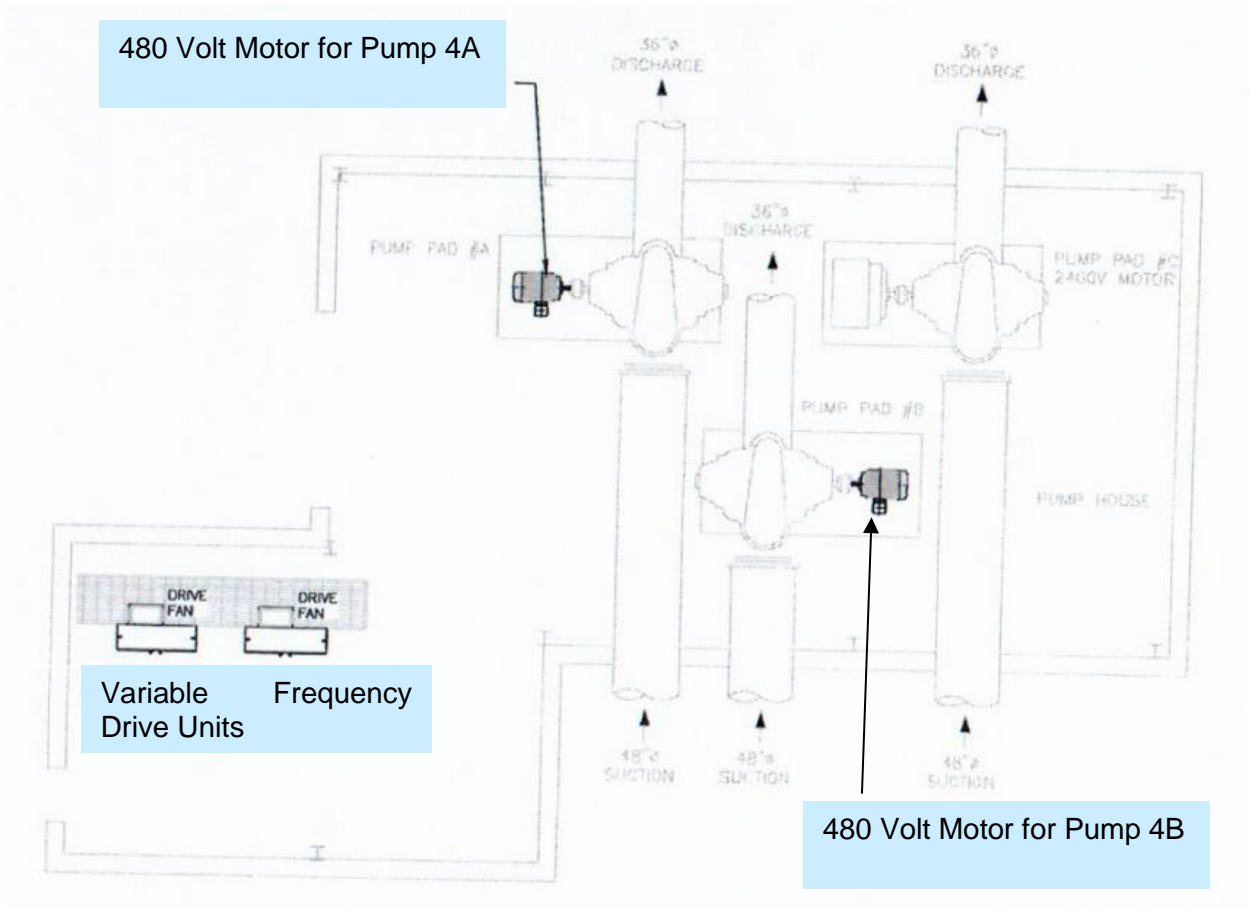 480 Volt Motor for Pump 4A
36"ø
DISCHARGE
36"ø
DISCHARGE
36"ø
DISCHARGE
PUMP PAD #A
PUMP PAD #C
2400V MOTOR
PUMP PAD #B
PUMP HOUSE
DRIVE
FAN
DRIVE
FAN
Variable Frequency
Drive Units
48"ø
SUCTION
48"ø
SUCTION
48"ø
SUCTION
480 Volt Motor for Pump 4B